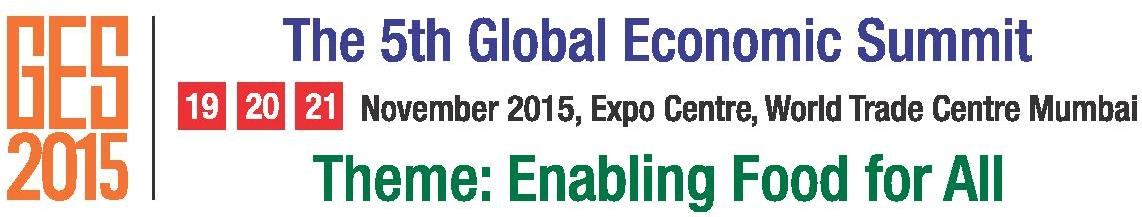 GES
2015
The 5th Global Economic Summit
19 20 21 November 2015, Expo Centre, World Trade Centre Mumbai
Theme: Enabling Food for All